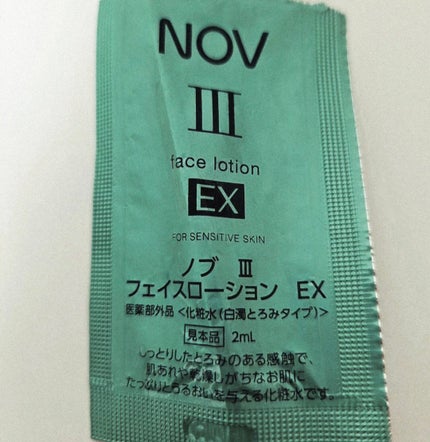 NOV
III
face lotion
EX
FOR SENSITIVE SKIN
ノブ III
フェイスローション EX
医薬部外品 <化粧水(白濁とろみタイプ)>
見本品 2mL
しっとりしたとろみのある感触で、
肌あれや乾燥しがちなお肌に
たっぷりとうるおいを与える化粧水です。